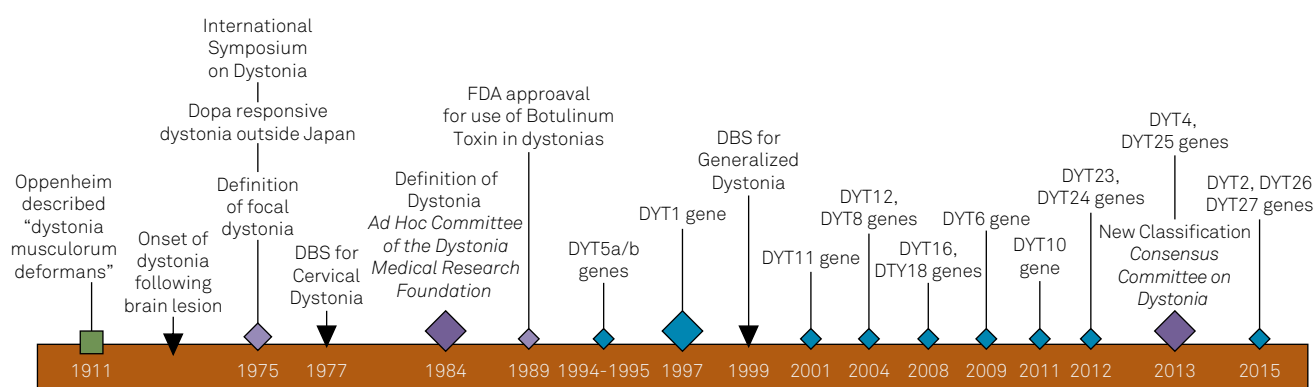 Oppenheim
described
“dystonia
musculorum
deformans”
Onset of
dystonia
following
brain lesion
International
Symposium
on Dystonia
Dopa responsive
dystonia outside Japan
Definition
of focal
dystonia
DBS for
Cervical
Dystonia
Definition of
Dystonia
Ad Hoc Committee
of the Dystonia
Medical Research
Foundation
FDA approaval
for use of Botulinum
Toxin in dystonias
DYT5a/b
genes
DYT1 gene
DBS for
Generalized
Dystonia
DYT11 gene
DYT12,
DYT8 genes
DYT16,
DTY18 genes
DYT6 gene
DYT10
gene
DYT23,
DYT24 genes
DYT4,
DYT25 genes
New Classification
Consensus
Committee on
Dystonia
DYT2, DYT26
DYT27 genes
1911 1975 1977 1984 1989 1994-1995 1997 1999 2001 2004 2008 2009 2011 2012 2013 2015